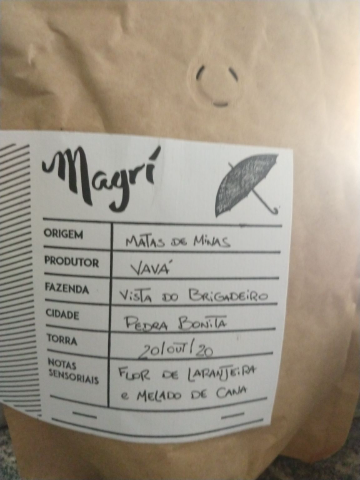 Magrí
ORIGEM MATAS DE MINAS
PRODUTOR VAVÁ
FAZENDA VISTA DO BRIGADEIRO
CIDADE PEDRA BONITA
TORRA 20/OUT/20
NOTAS SENSORIAIS FLOR DE LARANJEIRA
E MELADO DE CANA